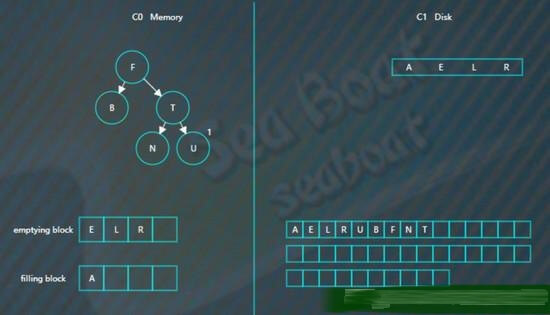 C0 Memory
C1 Disk
F
A E L R
B T
N U 1
Sea Boat
seaboat
emptying block E L R
A E L R U B F N T
filling block A